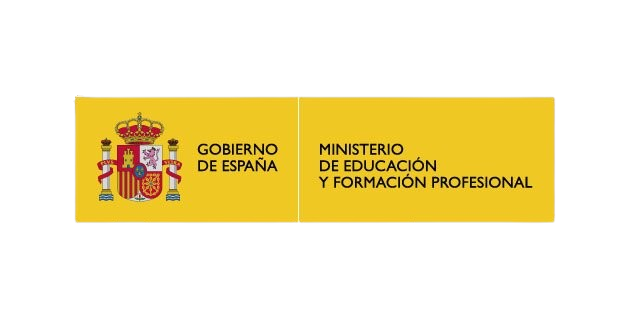 GOBIERNO
DE ESPAÑA
MINISTERIO
DE EDUCACIÓN
Y FORMACIÓN PROFESIONAL